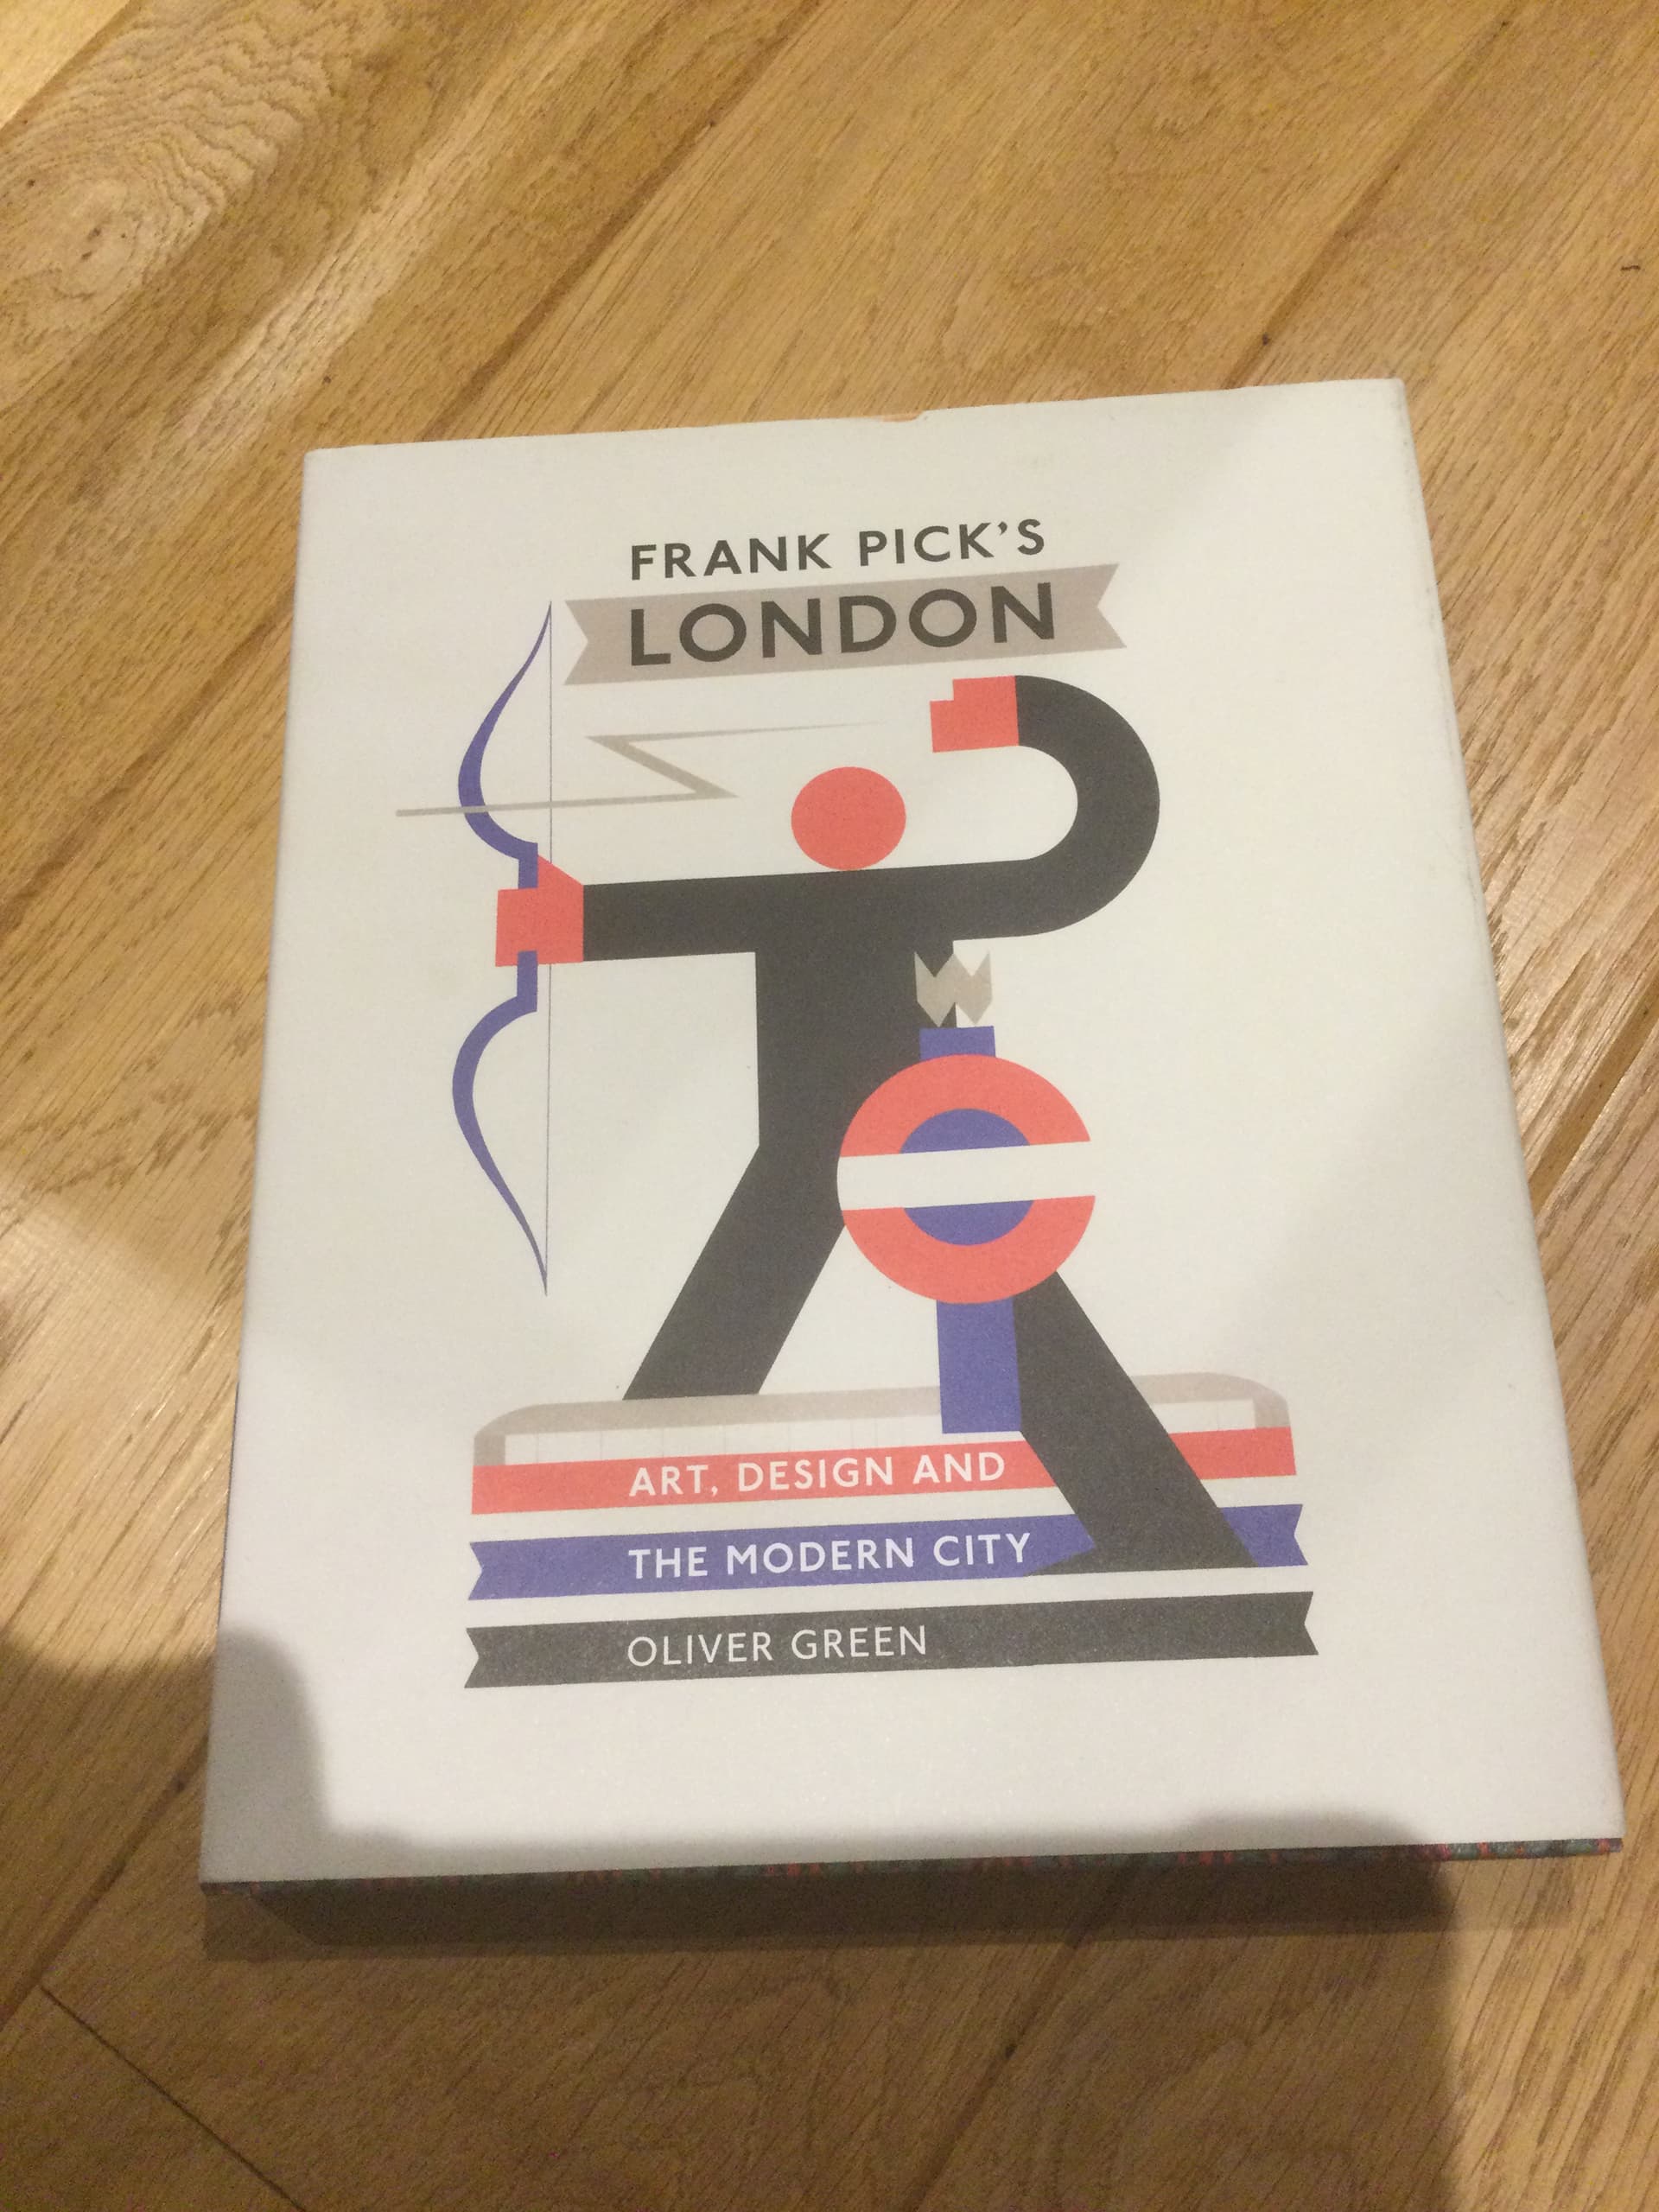 FRANK PICK'S
LONDON
ART, DESIGN AND
THE MODERN CITY
OLIVER GREEN